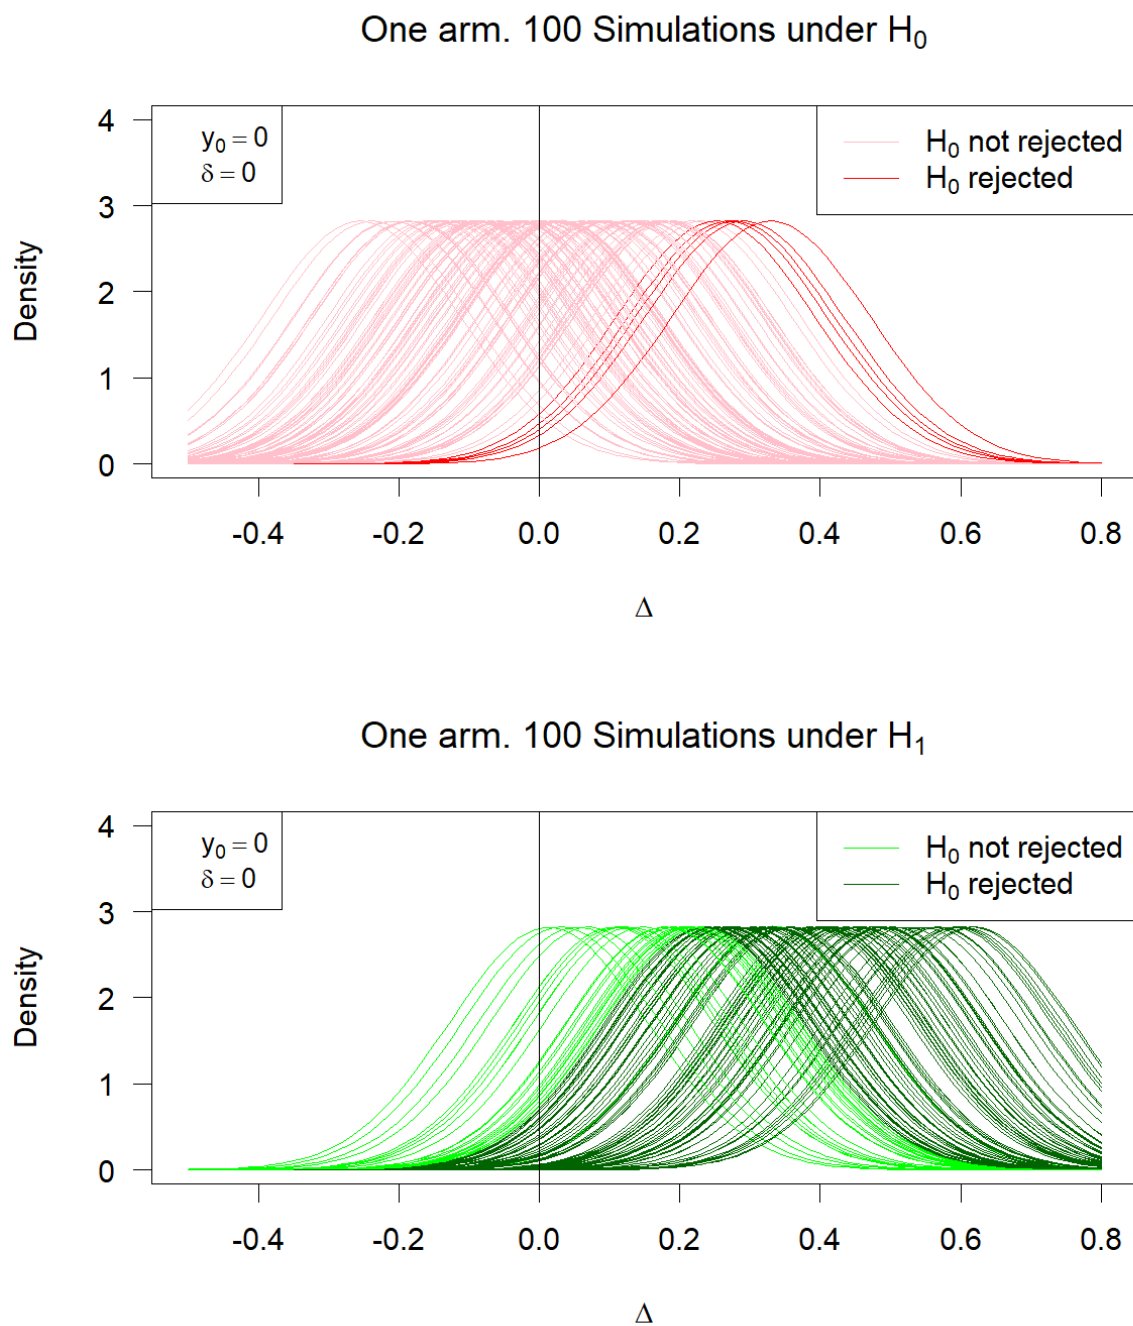 One arm. 100 Simulations under H₀
y₀ = 0
δ = 0
H₀ not rejected
H₀ rejected
Density
4
3
2
1
0
-0.4 -0.2 0.0 0.2 0.4 0.6 0.8
Δ
One arm. 100 Simulations under H₁
y₀ = 0
δ = 0
H₀ not rejected
H₀ rejected
Density
4
3
2
1
0
-0.4 -0.2 0.0 0.2 0.4 0.6 0.8
Δ